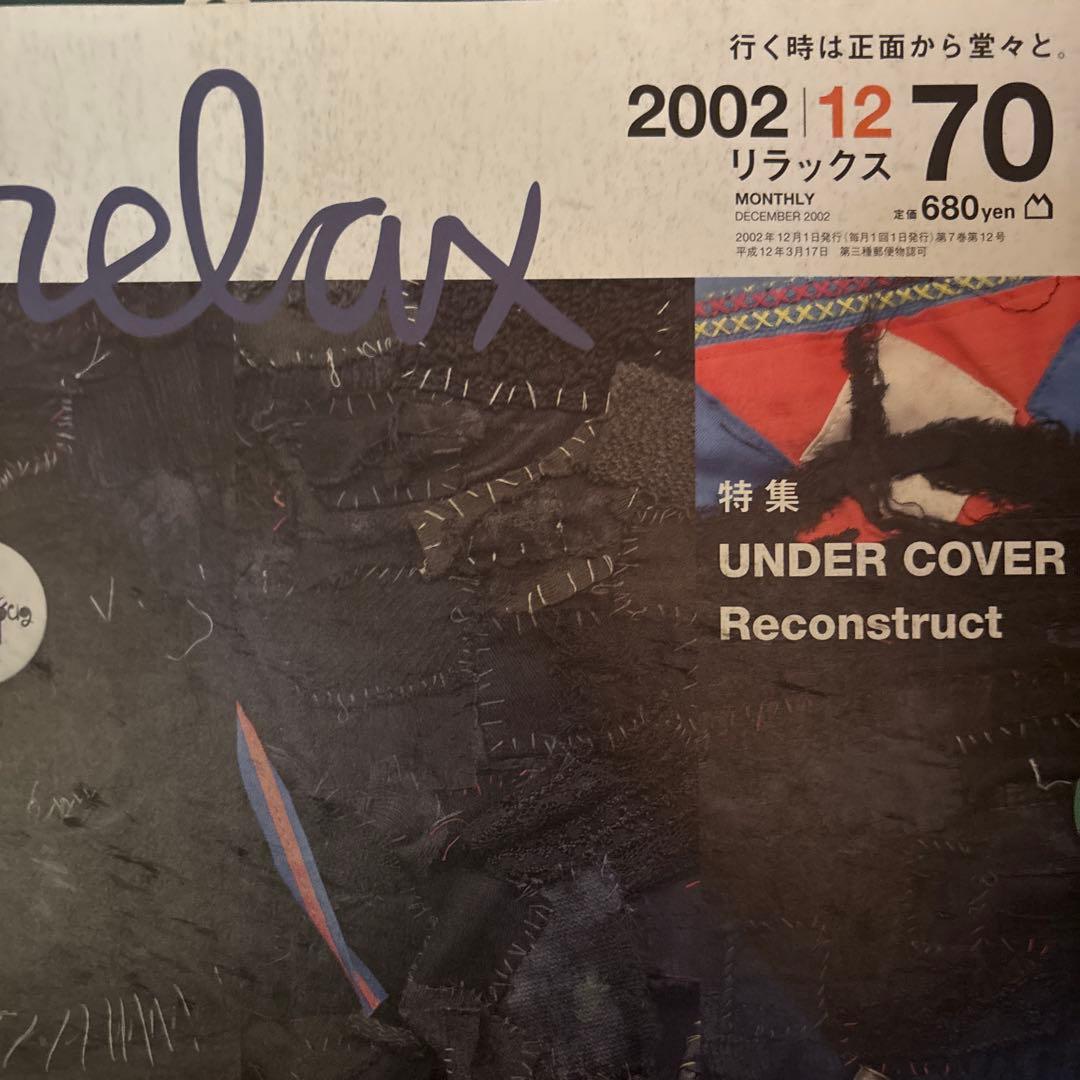 行く時は正面から堂々と。
relax
2002|12 70
リラックス
MONTHLY
DECEMBER 2002
定価 680yen
2002年12月1日発行(毎月1回1日発行)第7巻第12号
平成12年3月17日 第三種郵便物認可
特集
UNDER COVER
Reconstruct